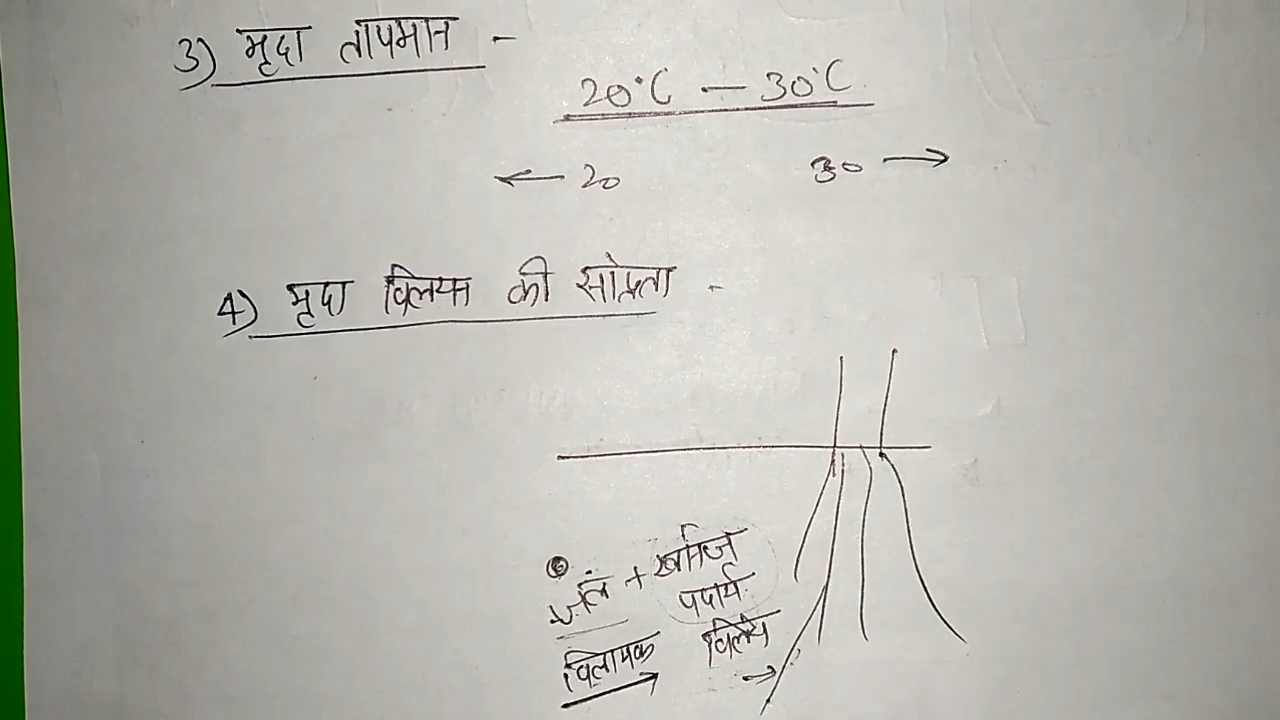 3) मृदा तापमान -
20°C — 30°C
← 20 30 →
4) मृदा विलयन की सांद्रता -
जल + खनिज
पदार्थ
विलायक विलेय